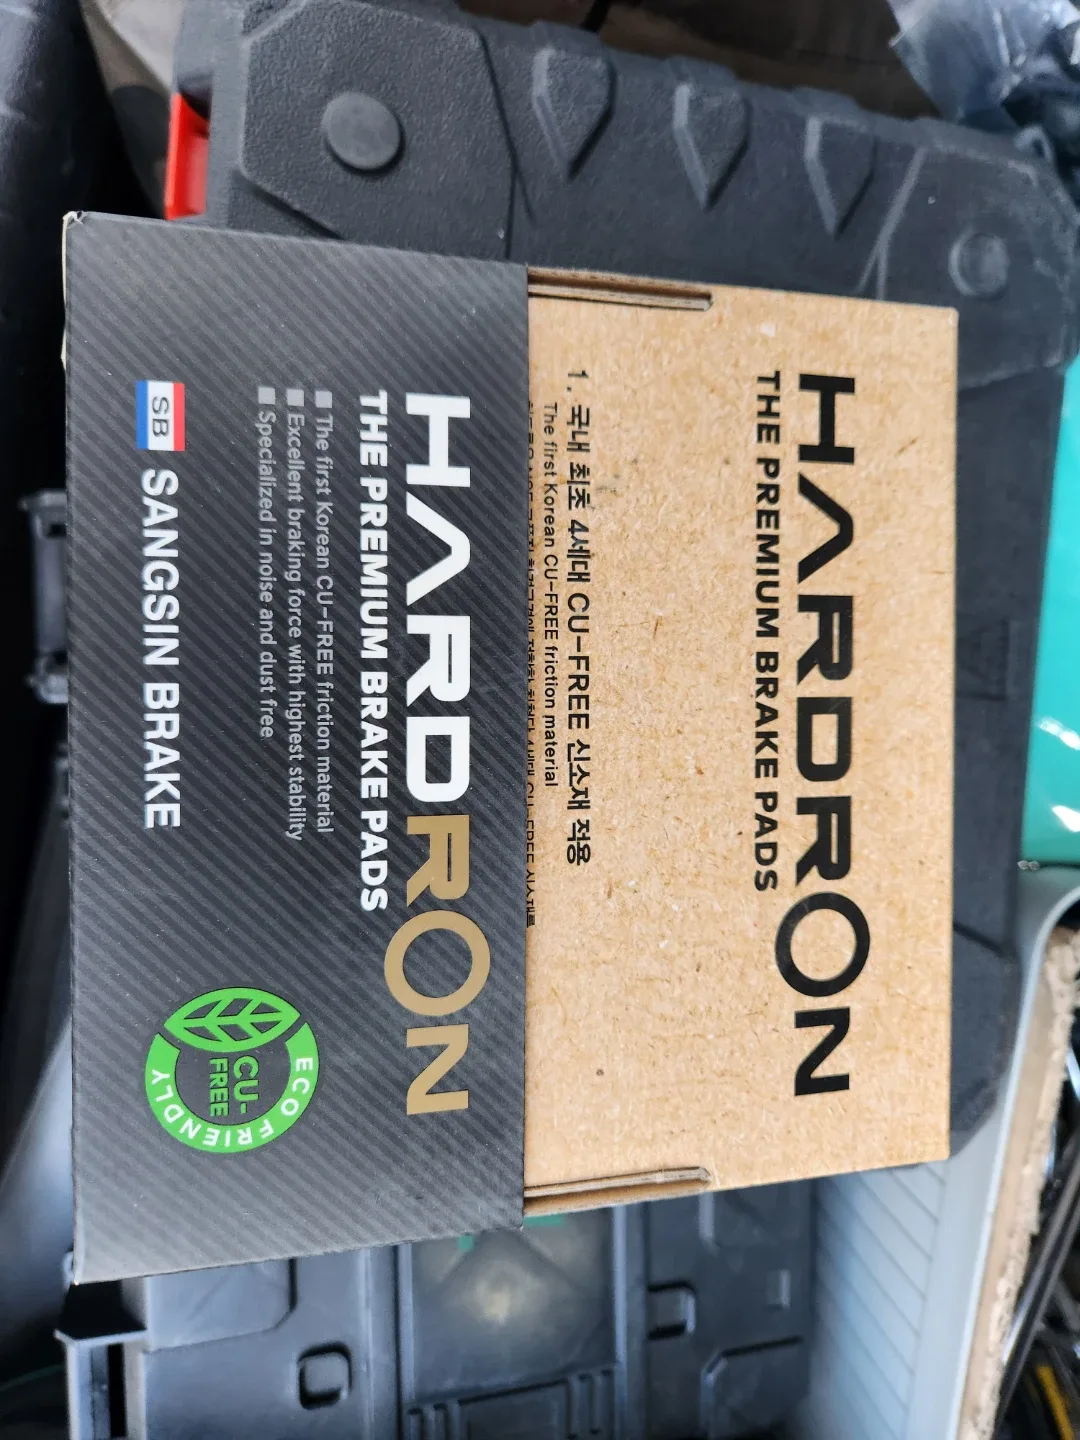 HARDRON
THE PREMIUM BRAKE PADS
1. 국내 최초 4세대 CU-FREE 신소재 적용
The first Korean CU-FREE friction material
HARDRON
THE PREMIUM BRAKE PADS
The first Korean CU-FREE friction material
Excellent braking force with highest stability
Specialized in noise and dust free
SB SANGSIN BRAKE
CU-
FREE
ECO FRIENDLY